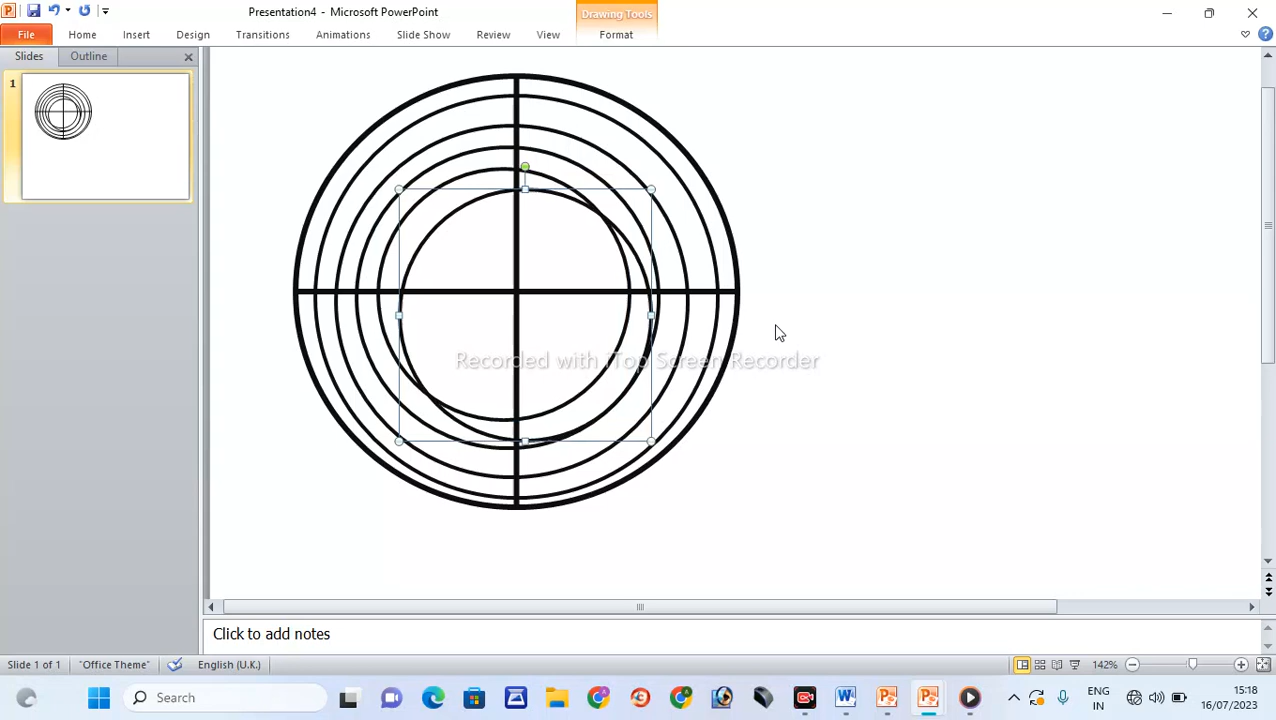 Presentation4 - Microsoft PowerPoint
Drawing Tools
File Home Insert Design Transitions Animations Slide Show Review View Format
Slides Outline
1
Recorded with iTop Screen Recorder
Click to add notes
Slide 1 of 1 "Office Theme" English (U.K.) 142%
Search ENG 15:18
IN 16/07/2023